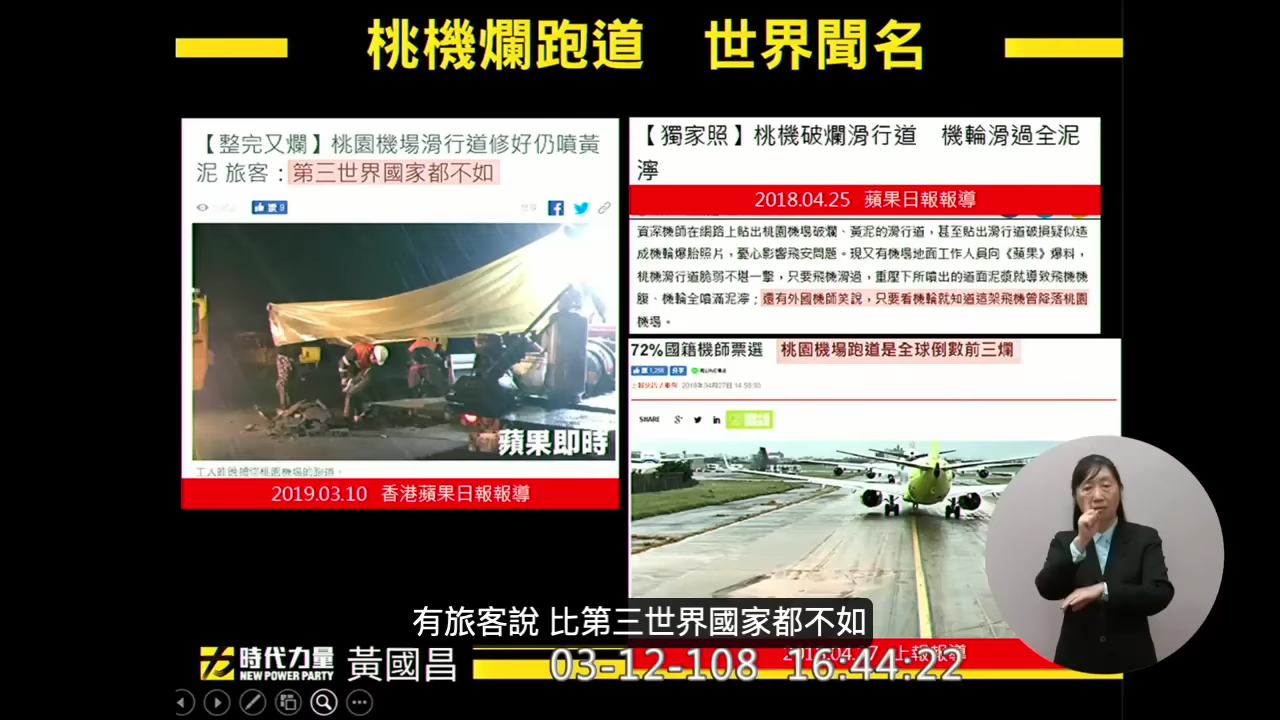 桃機爛跑道 世界聞名
【整完又爛】桃園機場滑行道修好仍噴黃
泥 旅客：第三世界國家都不如
讚 9
蘋果即時
2019.03.10 香港蘋果日報報導
【獨家照】桃機破爛滑行道 機輪滑過全泥
濘
2018.04.25 蘋果日報報導
資深機師在網路上貼出桃園機場破爛、黃泥的滑行道，甚至貼出滑行道破損疑似造
成機輪爆胎照片，憂心影響飛安問題。現又有機場地面工作人員向《蘋果》爆料，
桃機滑行道脆弱不堪一擊，只要飛機滑過，重壓下所噴出的道面泥漿就導致飛機機
腹、機輪全噴滿泥濘；還有外國機師笑說，只要看機輪就知道這架飛機曾降落桃園
機場。
72%國籍機師票選 桃園機場跑道是全球倒數前三爛
SHARE
有旅客說 比第三世界國家都不如
時代力量
NEW POWER PARTY
黃國昌
03-12-108 16:44:22